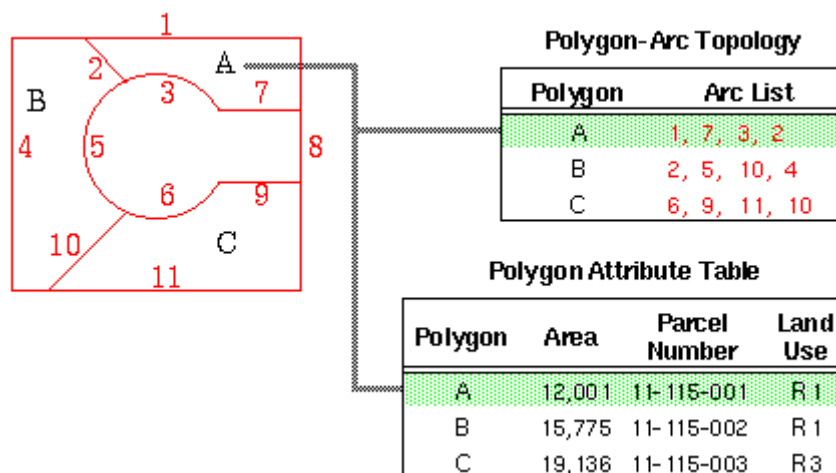 1
2
A
3
7
B
4
5
8
6
9
10
C
11
Polygon-Arc Topology
Polygon Arc List
A 1, 7, 3, 2
B 2, 5, 10, 4
C 6, 9, 11, 10
Polygon Attribute Table
Polygon Area Parcel Number Land Use
A 12,001 11-115-001 R1
B 15,775 11-115-002 R1
C 19,136 11-115-003 R3